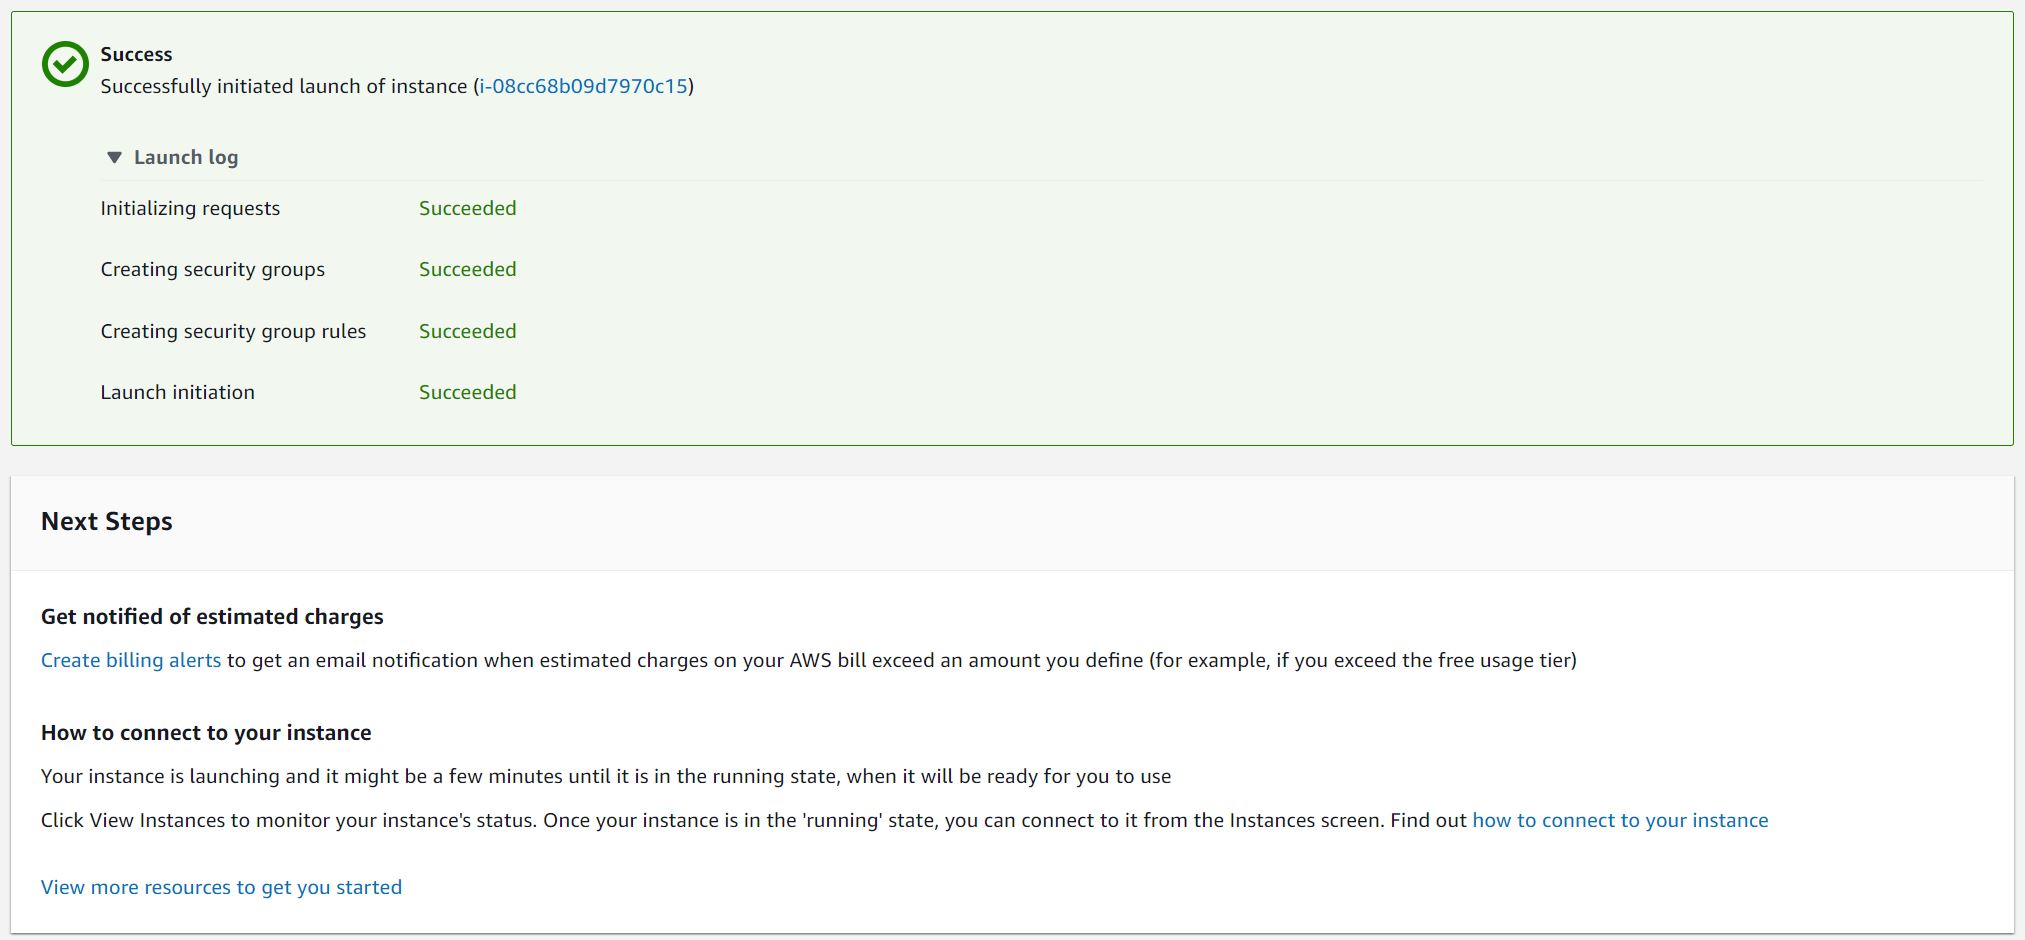 Success
Successfully initiated launch of instance (i-08cc68b09d7970c15)
Launch log
Initializing requests Succeeded
Creating security groups Succeeded
Creating security group rules Succeeded
Launch initiation Succeeded
Next Steps
Get notified of estimated charges
Create billing alerts to get an email notification when estimated charges on your AWS bill exceed an amount you define (for example, if you exceed the free usage tier)
How to connect to your instance
Your instance is launching and it might be a few minutes until it is in the running state, when it will be ready for you to use
Click View Instances to monitor your instance's status. Once your instance is in the 'running' state, you can connect to it from the Instances screen. Find out how to connect to your instance
View more resources to get you started